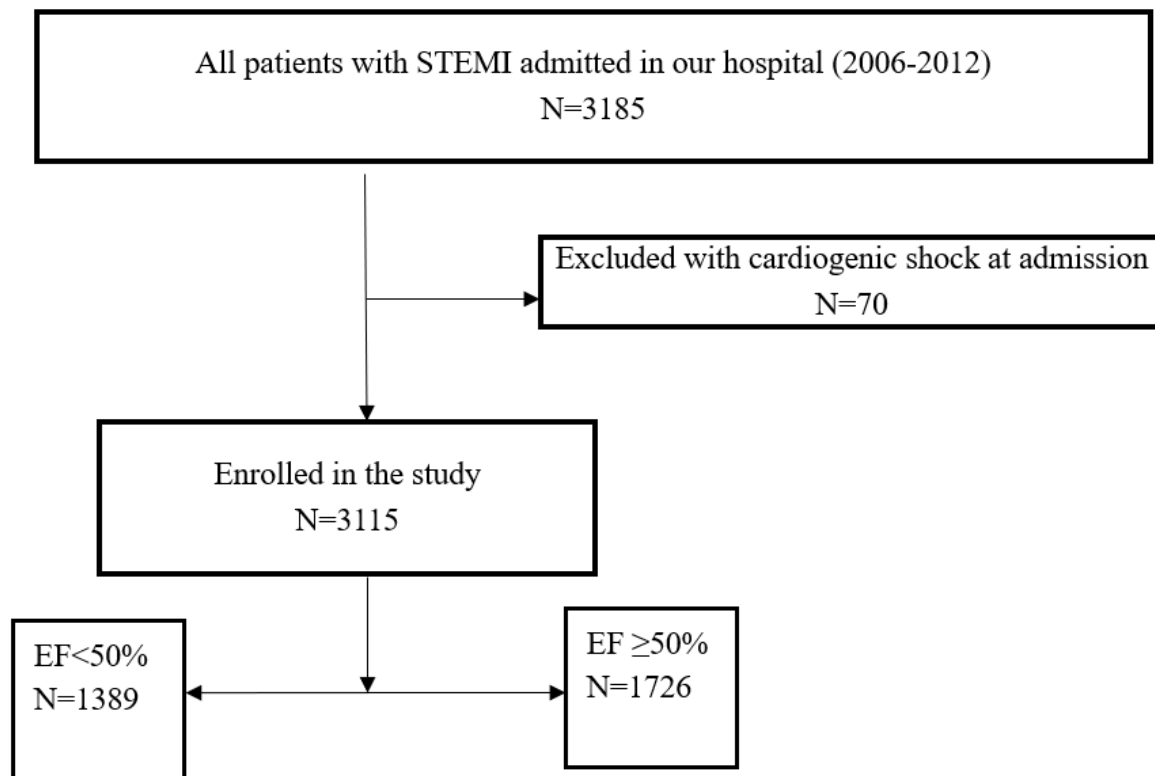 All patients with STEMI admitted in our hospital (2006-2012)
N=3185
Excluded with cardiogenic shock at admission
N=70
Enrolled in the study
N=3115
EF<50%
N=1389
EF ≥50%
N=1726